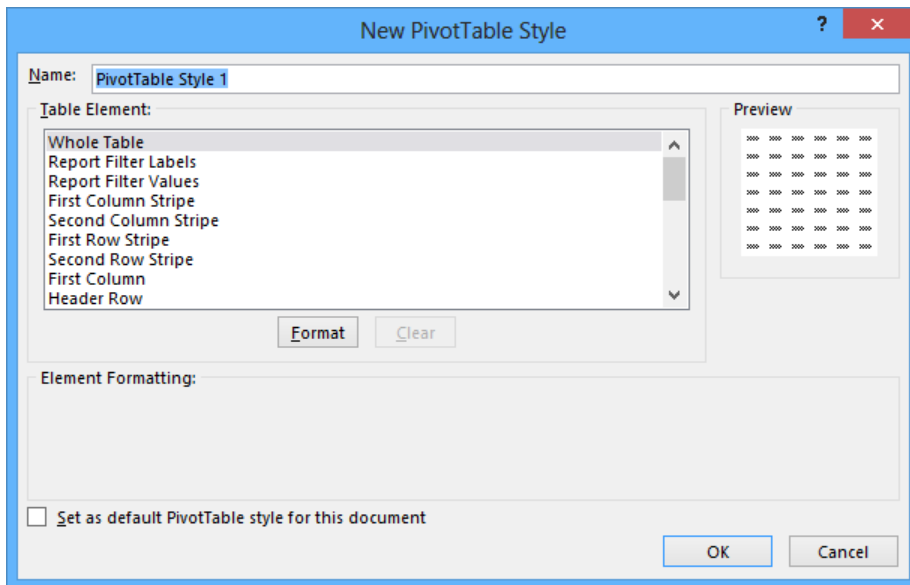 New PivotTable Style
?
Name: PivotTable Style 1
Table Element:
Preview
Whole Table
Report Filter Labels
Report Filter Values
First Column Stripe
Second Column Stripe
First Row Stripe
Second Row Stripe
First Column
Header Row
Format Clear
Element Formatting:
Set as default PivotTable style for this document
OK Cancel